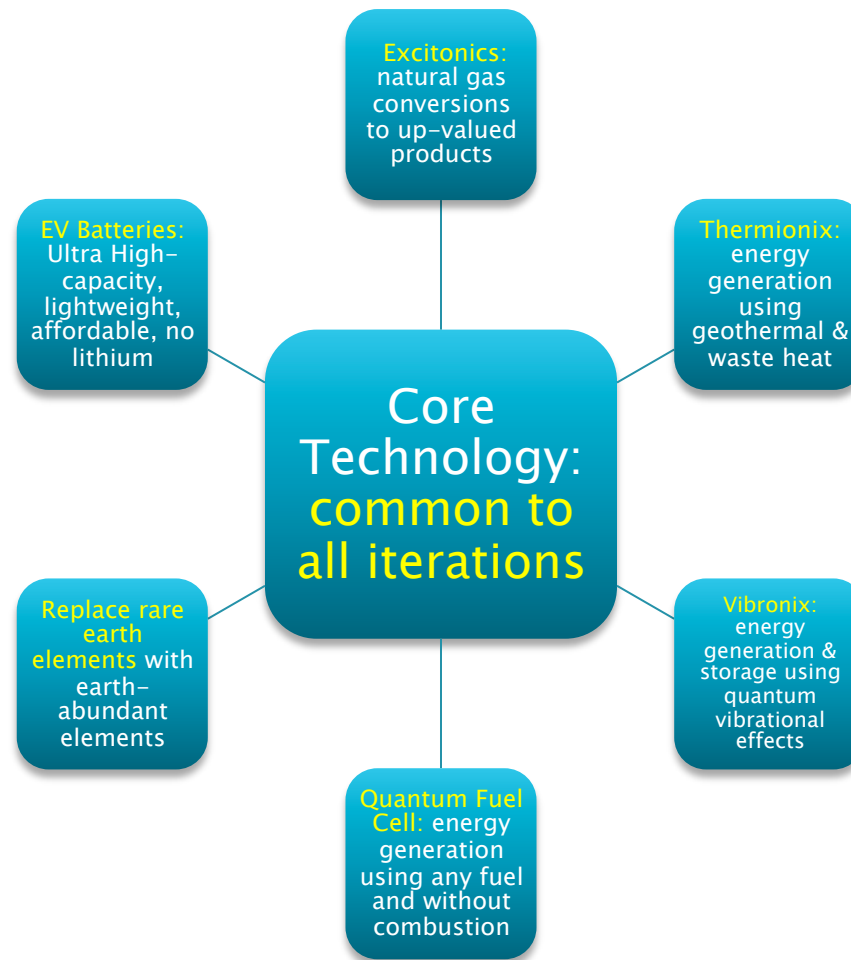 Excitonics:
natural gas
conversions
to up-valued
products
EV Batteries:
Ultra High-
capacity,
lightweight,
affordable, no
lithium
Thermionix:
energy
generation
using
geothermal &
waste heat
Core
Technology:
common to
all iterations
Replace rare
earth
elements with
earth-
abundant
elements
Vibronix:
energy
generation &
storage using
quantum
vibrational
effects
Quantum Fuel
Cell: energy
generation
using any fuel
and without
combustion